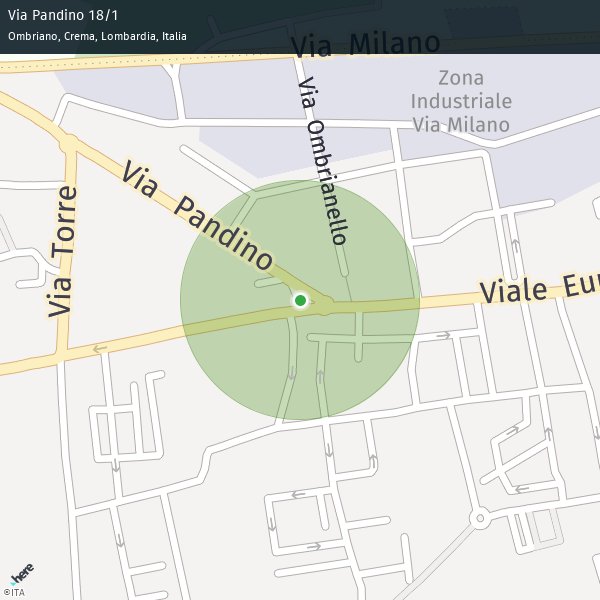 Via Pandino 18/1
Ombriano, Crema, Lombardia, Italia
Via Milano
Zona
Industriale
Via Milano
Via Ombrianello
Via Pandino
Via Torre
Viale Eur
here
©ITA